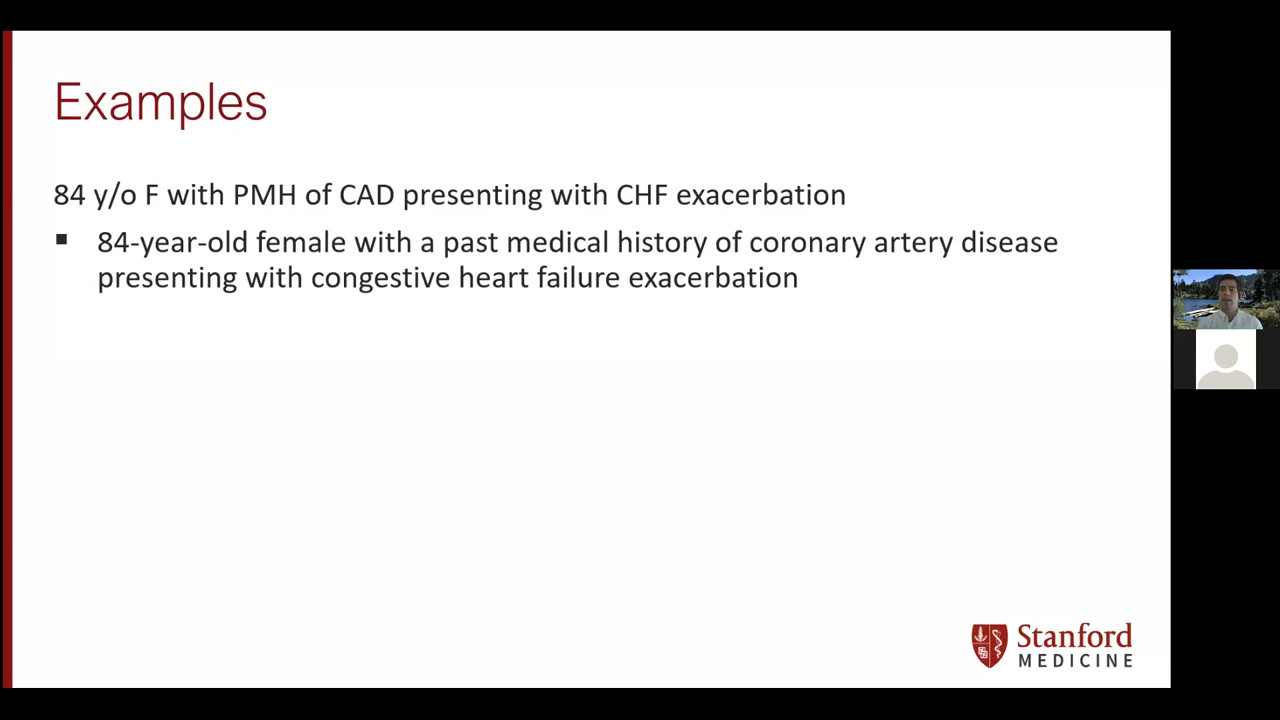 Examples
84 y/o F with PMH of CAD presenting with CHF exacerbation
▪ 84-year-old female with a past medical history of coronary artery disease
presenting with congestive heart failure exacerbation
Stanford
MEDICINE